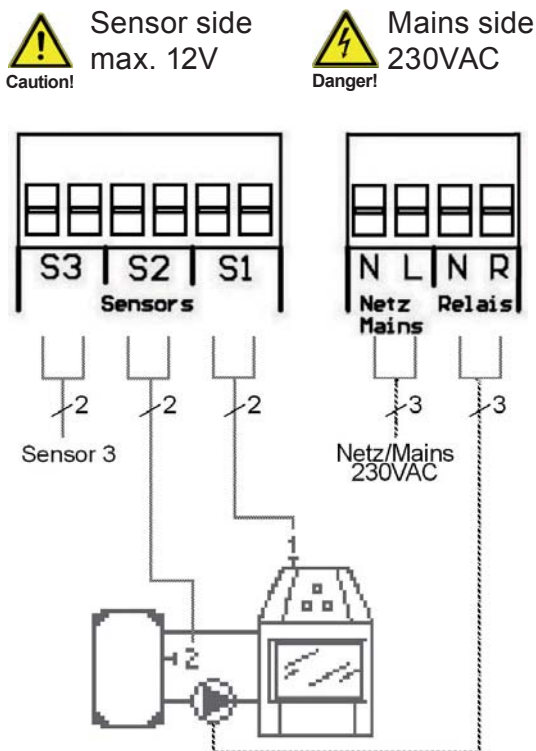 Sensor side
max. 12V
Caution!
Mains side
230VAC
Danger!
S3 S2 S1
Sensors
N L N R
Netz Relais
Mains
2 2 2 3 3
Sensor 3
Netz/Mains
230VAC
1
2